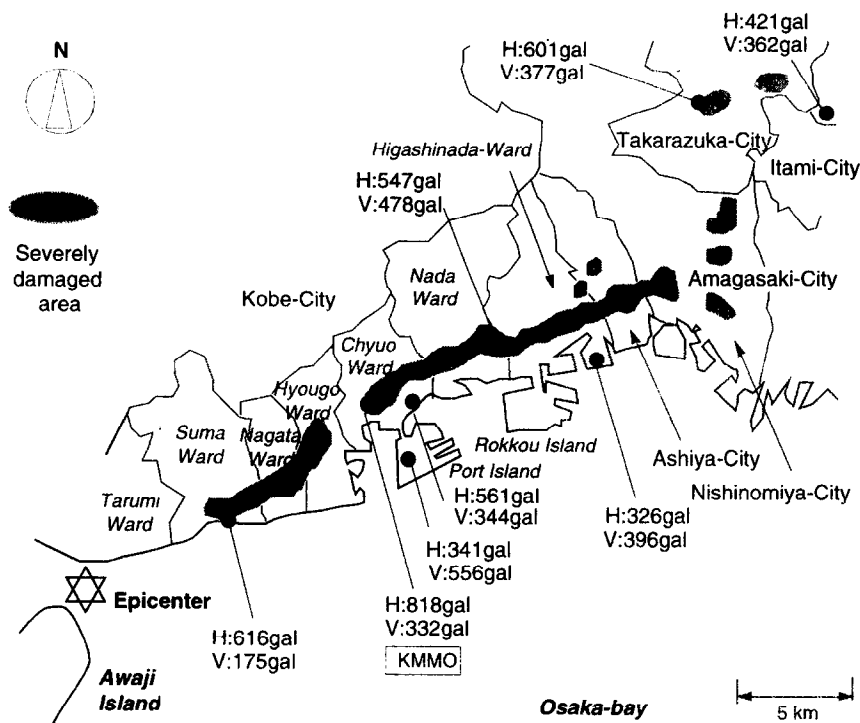 N
H:421gal
V:362gal
H:601gal
V:377gal
Takarazuka-City
Itami-City
Higashinada-Ward
H:547gal
V:478gal
Severely
damaged
area
Nada
Ward
Amagasaki-City
Kobe-City
Chyuo
Ward
Hyougo
Ward
Nagata
Ward
Suma
Ward
Tarumi
Ward
Rokkou Island
Port Island
Ashiya-City
Nishinomiya-City
H:561gal
V:344gal
H:326gal
V:396gal
H:341gal
V:556gal
H:818gal
V:332gal
KMMO
Epicenter
H:616gal
V:175gal
Awaji
Island
Osaka-bay
5 km